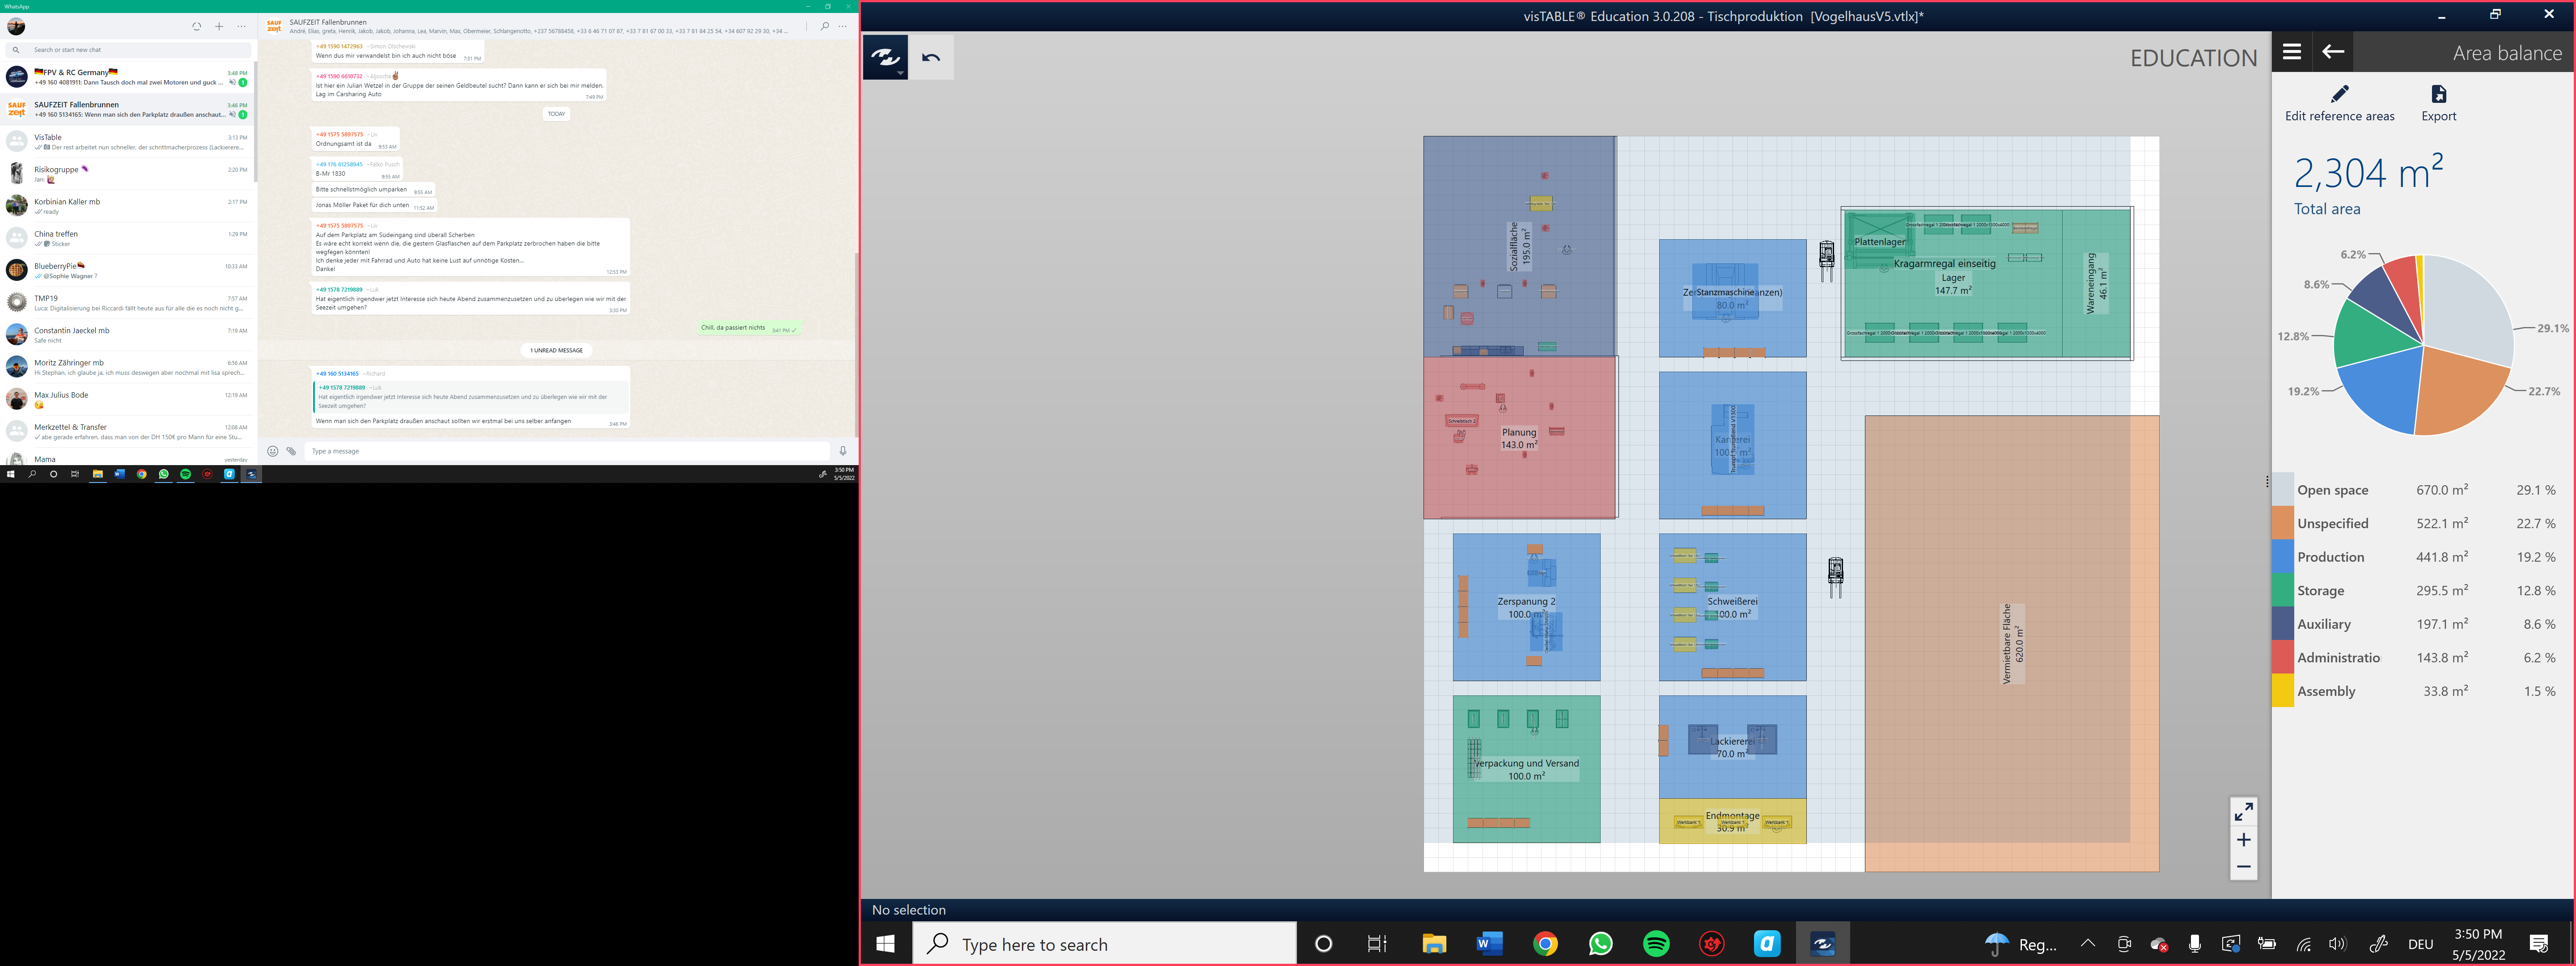 WhatsApp
Search or start new chat
FPV & RC Germany
3:48 PM
+49 160 4081911: Dann Tausch doch mal zwei Motoren und guck ...
1
SAUFZEIT Fallenbrunnen
3:46 PM
+49 160 5134165: Wenn man sich den Parkplatz draußen anschaut...
1
VisTable
3:13 PM
Der rest arbeitet nun schneller, der schrittmacherprozess (Lackierere...
Risikogruppe
2:20 PM
Jan:
Korbinian Kaller mb
2:17 PM
ready
China treffen
1:29 PM
Sticker
BlueberryPie
10:33 AM
@Sophie Wagner ?
TMP19
7:57 AM
Luca: Digitalisierung bei Riccardi fällt heute aus für alle die es noch nicht g...
Constantin Jaeckel mb
7:19 AM
Safe nicht
Moritz Zähringer mb
6:56 AM
Hi Stephan, ich glaube ja, ich muss deswegen aber nochmal mit lisa sprech...
Max Julius Bode
12:19 AM
Merkzettel & Transfer
12:08 AM
abe gerade erfahren, dass man von der DH 150€ pro Mann für eine Stu...
Mama
yesterday
SAUFZEIT Fallenbrunnen
André, Elias, greta, Henrik, Jakob, Jakob, Johanna, Lea, Marvin, Max, Obermeier, Schlangenotto, +237 56788458, +33 6 46 71 07 87, +33 7 81 67 00 33, +33 7 81 84 25 54, +34 607 92 29 30, +34 ...
+49 1590 1472963 ~Simon Olschewski
Wenn dus mir verwandelst bin ich auch nicht böse
7:01 PM
+49 1590 6610732 ~Aljoscha
Ist hier ein Julian Wetzel in der Gruppe der seinen Geldbeutel sucht? Dann kann er sich bei mir melden.
Lag im Carsharing Auto
7:49 PM
TODAY
+49 1575 5897575 ~Uri
Ordnungsamt ist da
9:53 AM
+49 176 61258945 ~Falko Pusch
B-Mr 1830
9:55 AM
Bitte schnellstmöglich umparken
9:55 AM
Jonas Möller Paket für dich unten
11:52 AM
+49 1575 5897575 ~Uri
Auf dem Parkplatz am Südeingang sind überall Scherben
Es wäre echt korrekt wenn die, die gestern Glasflaschen auf dem Parkplatz zerbrochen haben die bitte
wegfegen könnten!
Ich denke jeder mit Fahrrad und Auto hat keine Lust auf unnötige Kosten...
Danke!
12:53 PM
+49 1578 7219889 ~Luk
Hat eigentlich irgendwer jetzt Interesse sich heute Abend zusammenzusetzen und zu überlegen wie wir mit der
Seezeit umgehen?
3:30 PM
Chill, da passiert nichts
3:41 PM
1 UNREAD MESSAGE
+49 160 5134165 ~Richard
+49 1578 7219889 ~Luk
Hat eigentlich irgendwer jetzt Interesse sich heute Abend zusammenzusetzen und zu überlegen wie wir mit der
Seezeit umgehen?
Wenn man sich den Parkplatz draußen anschaut sollten wir erstmal bei uns selber anfangen
3:46 PM
Type a message
3:50 PM
5/5/2022
visTABLE® Education 3.0.208 - Tischproduktion [VogelhausV5.vtlx]*
EDUCATION
Area balance
Edit reference areas
Export
2,304 m²
Total area
6.2%
8.6%
12.8%
19.2%
29.1%
22.7%
Open space 670.0 m² 29.1 %
Unspecified 522.1 m² 22.7 %
Production 441.8 m² 19.2 %
Storage 295.5 m² 12.8 %
Auxiliary 197.1 m² 8.6 %
Administratio 143.8 m² 6.2 %
Assembly 33.8 m² 1.5 %
Sozialfläche
195.0 m²
Stanzmaschine
80.0 m²
Plattenlager
Kragarmregal einseitig
Lager
147.7 m²
Wareneingang
46.1 m²
Planung
143.0 m²
Zerspanung 2
100.0 m²
Schweißerei
100.0 m²
Vermietbare Fläche
620.0 m²
Verpackung und Versand
100.0 m²
Lackiererei
70.0 m²
Endmontage
30.9 m²
No selection
Type here to search
Reg...
DEU
3:50 PM
5/5/2022